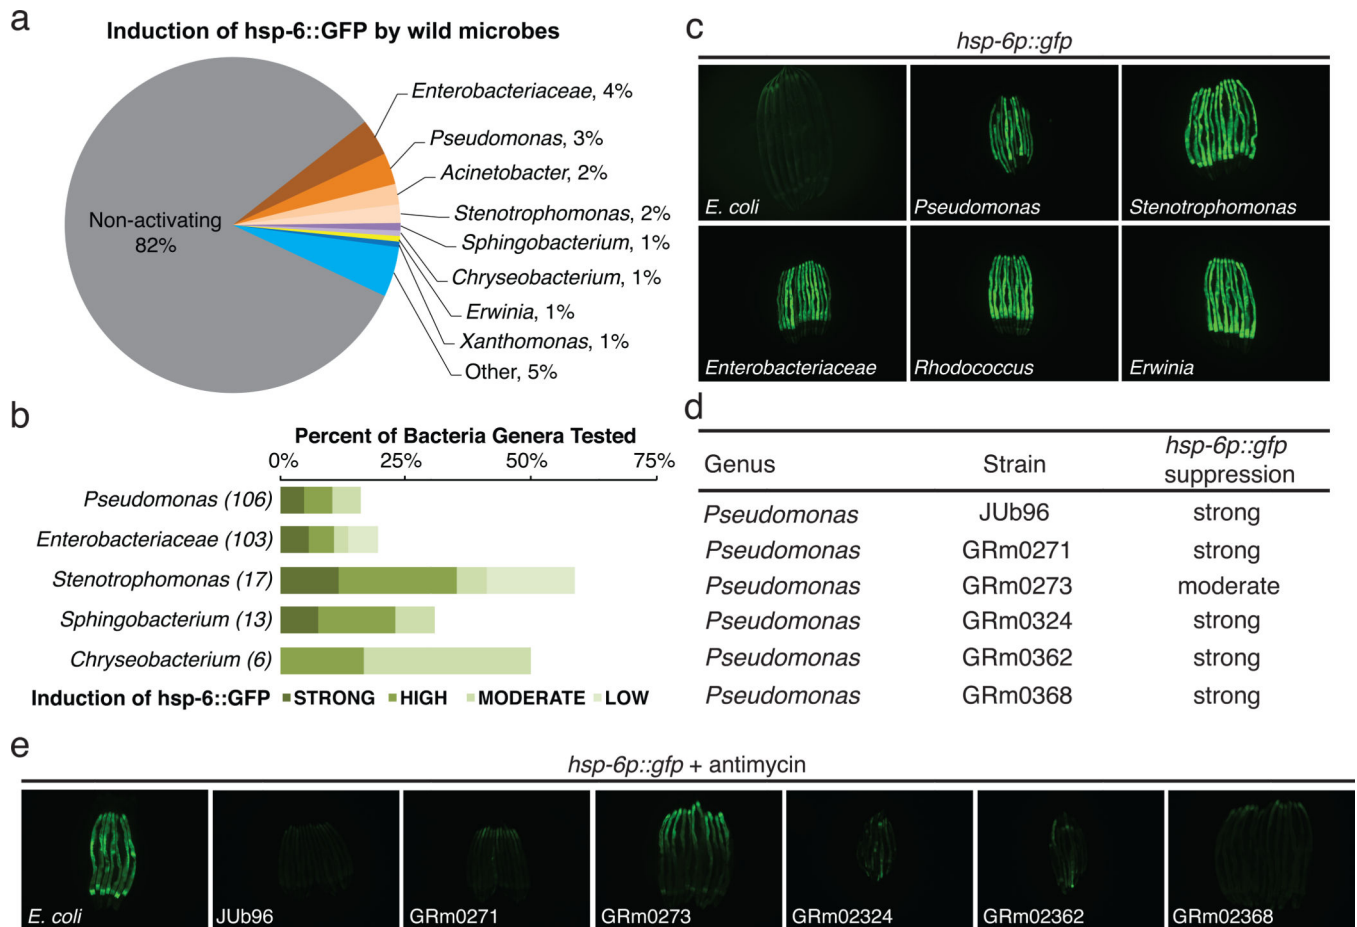 a
Induction of hsp-6::GFP by wild microbes
Enterobacteriaceae, 4%
Pseudomonas, 3%
Acinetobacter, 2%
Stenotrophomonas, 2%
Sphingobacterium, 1%
Chryseobacterium, 1%
Erwinia, 1%
Xanthomonas, 1%
Other, 5%
Non-activating
82%
b
Percent of Bacteria Genera Tested
0% 25% 50% 75%
Pseudomonas (106)
Enterobacteriaceae (103)
Stenotrophomonas (17)
Sphingobacterium (13)
Chryseobacterium (6)
Induction of hsp-6::GFP STRONG HIGH MODERATE LOW
c
hsp-6p::gfp
E. coli Pseudomonas Stenotrophomonas
Enterobacteriaceae Rhodococcus Erwinia
d
Genus Strain hsp-6p::gfp
suppression
Pseudomonas JUb96 strong
Pseudomonas GRm0271 strong
Pseudomonas GRm0273 moderate
Pseudomonas GRm0324 strong
Pseudomonas GRm0362 strong
Pseudomonas GRm0368 strong
e
hsp-6p::gfp + antimycin
E. coli JUb96 GRm0271 GRm0273 GRm02324 GRm02362 GRm02368